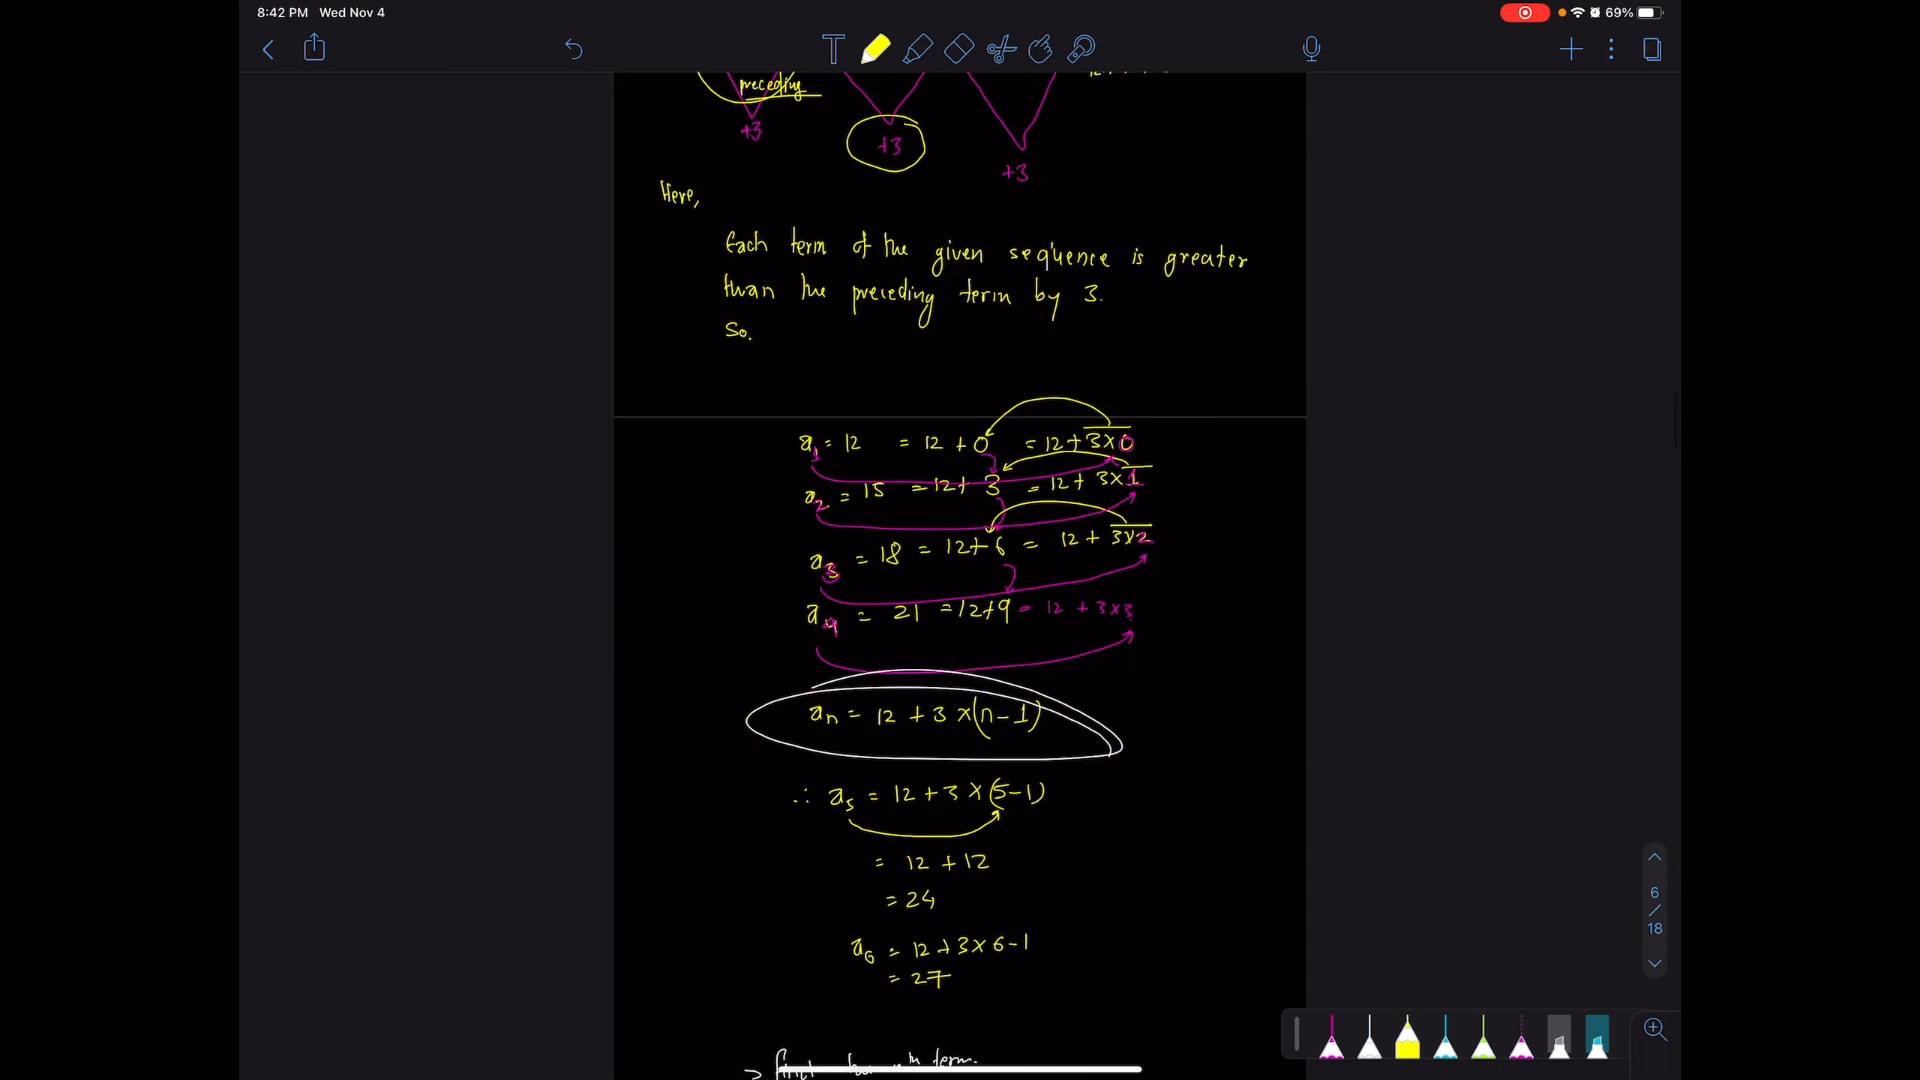 8:42 PM Wed Nov 4
69%
preceding
+3
+3
+3
Here,
Each term of the given sequence is greater
than the preceding term by 3.
So.
a1 = 12 = 12 + 0 = 12 + 3×0
a2 = 15 = 12 + 3 = 12 + 3×1
a3 = 18 = 12+6 = 12 + 3×2
a4 = 21 = 12+9 = 12 + 3×3
an = 12 + 3 ×(n-1)
∴ a5 = 12 + 3 × (5-1)
= 12 + 12
= 24
a6 = 12 + 3×6-1
= 27
term.
6
/
18